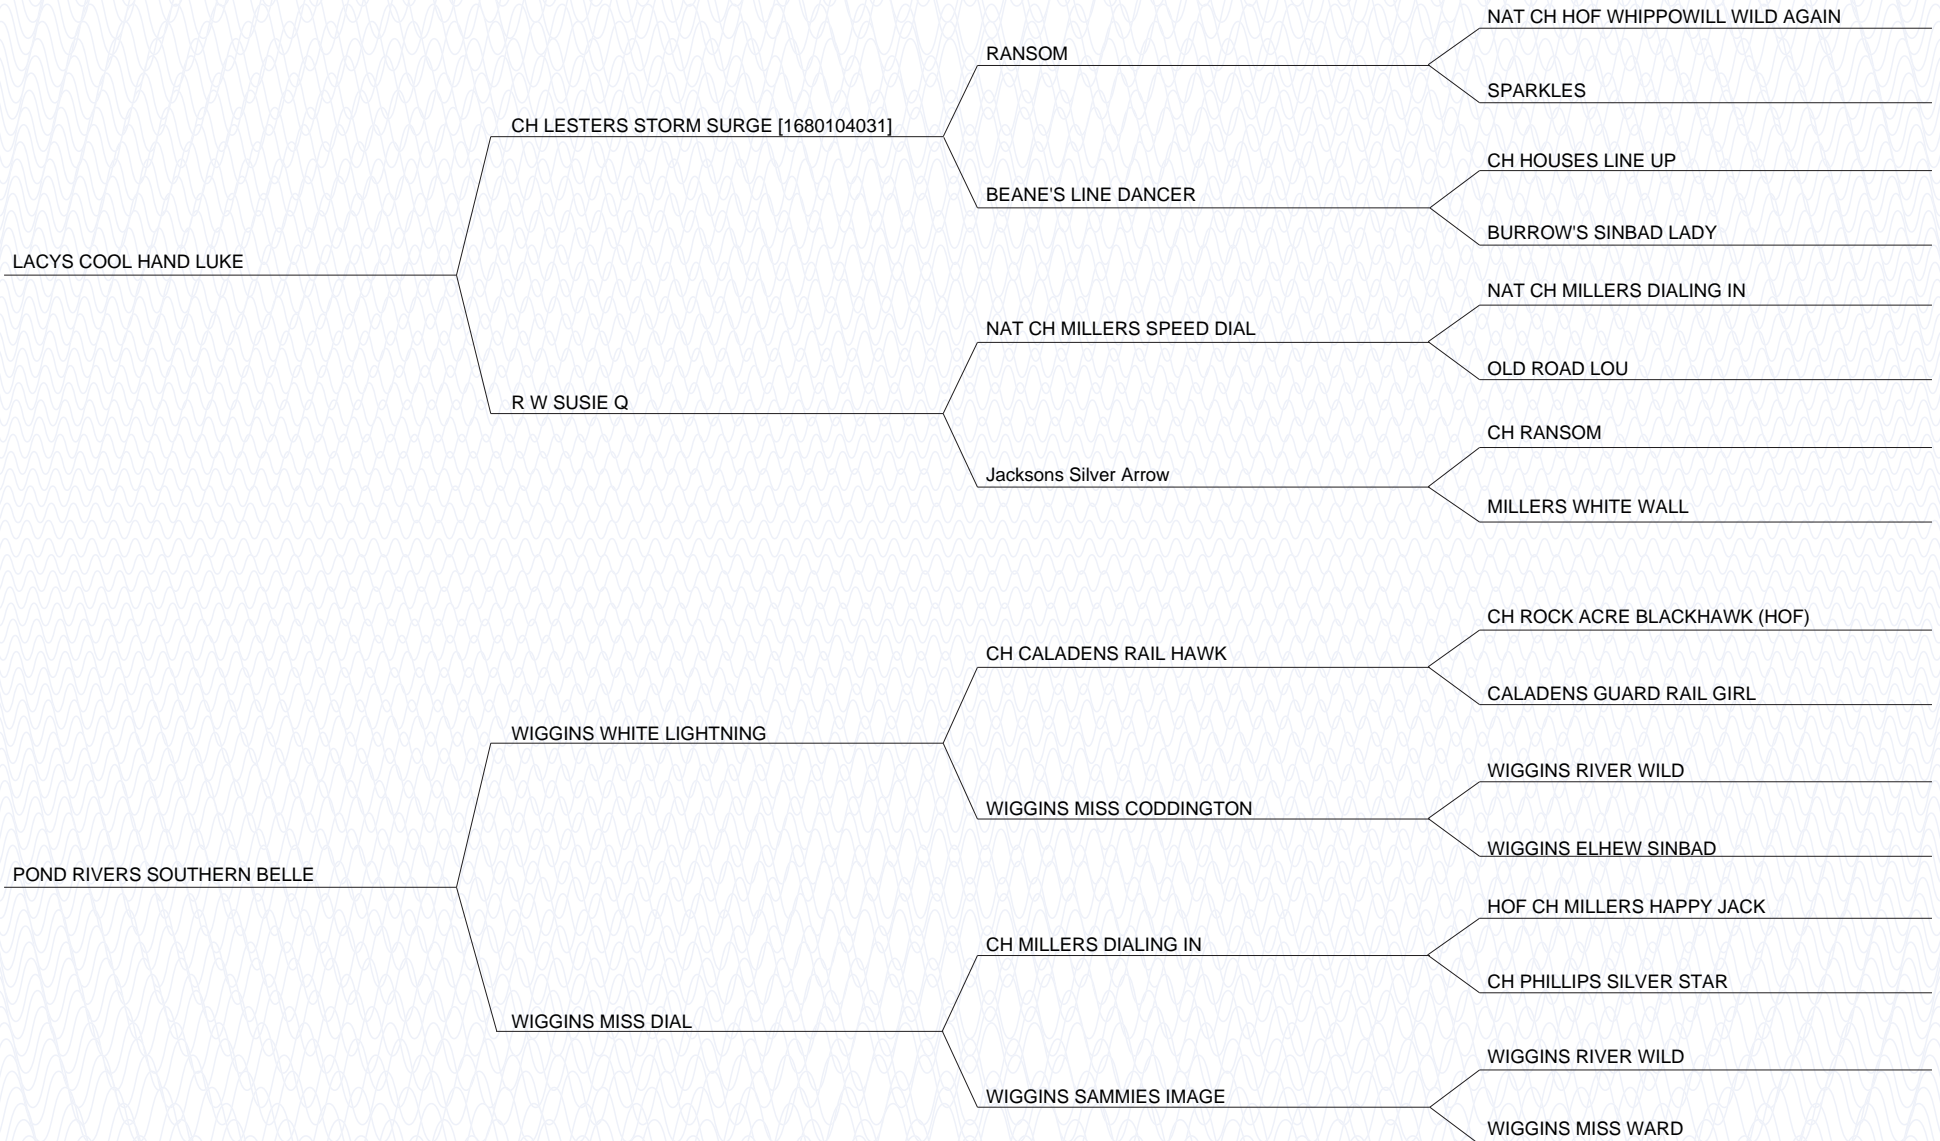 NAT CH HOF WHIPPOWILL WILD AGAIN
RANSOM
SPARKLES
CH LESTERS STORM SURGE [1680104031]
CH HOUSES LINE UP
BEANE'S LINE DANCER
BURROW'S SINBAD LADY
LACYS COOL HAND LUKE
NAT CH MILLERS DIALING IN
NAT CH MILLERS SPEED DIAL
OLD ROAD LOU
R W SUSIE Q
CH RANSOM
Jacksons Silver Arrow
MILLERS WHITE WALL
CH ROCK ACRE BLACKHAWK (HOF)
CH CALADENS RAIL HAWK
CALADENS GUARD RAIL GIRL
WIGGINS WHITE LIGHTNING
WIGGINS RIVER WILD
WIGGINS MISS CODDINGTON
WIGGINS ELHEW SINBAD
POND RIVERS SOUTHERN BELLE
HOF CH MILLERS HAPPY JACK
CH MILLERS DIALING IN
CH PHILLIPS SILVER STAR
WIGGINS MISS DIAL
WIGGINS RIVER WILD
WIGGINS SAMMIES IMAGE
WIGGINS MISS WARD